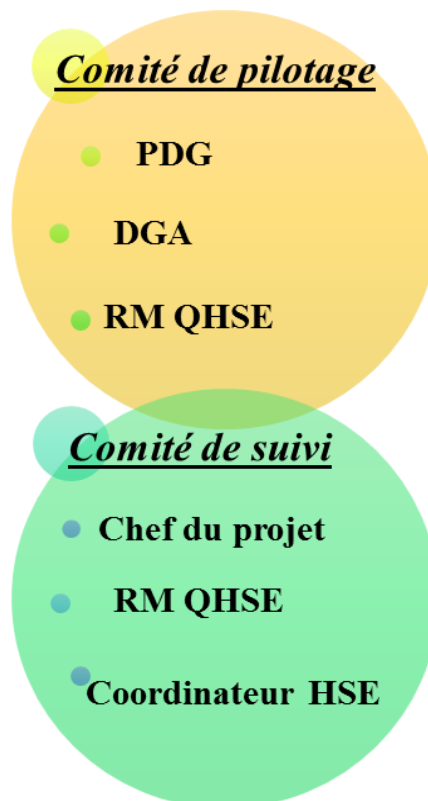 Comité de pilotage
PDG
DGA
RM QHSE
Comité de suivi
Chef du projet
RM QHSE
Coordinateur HSE